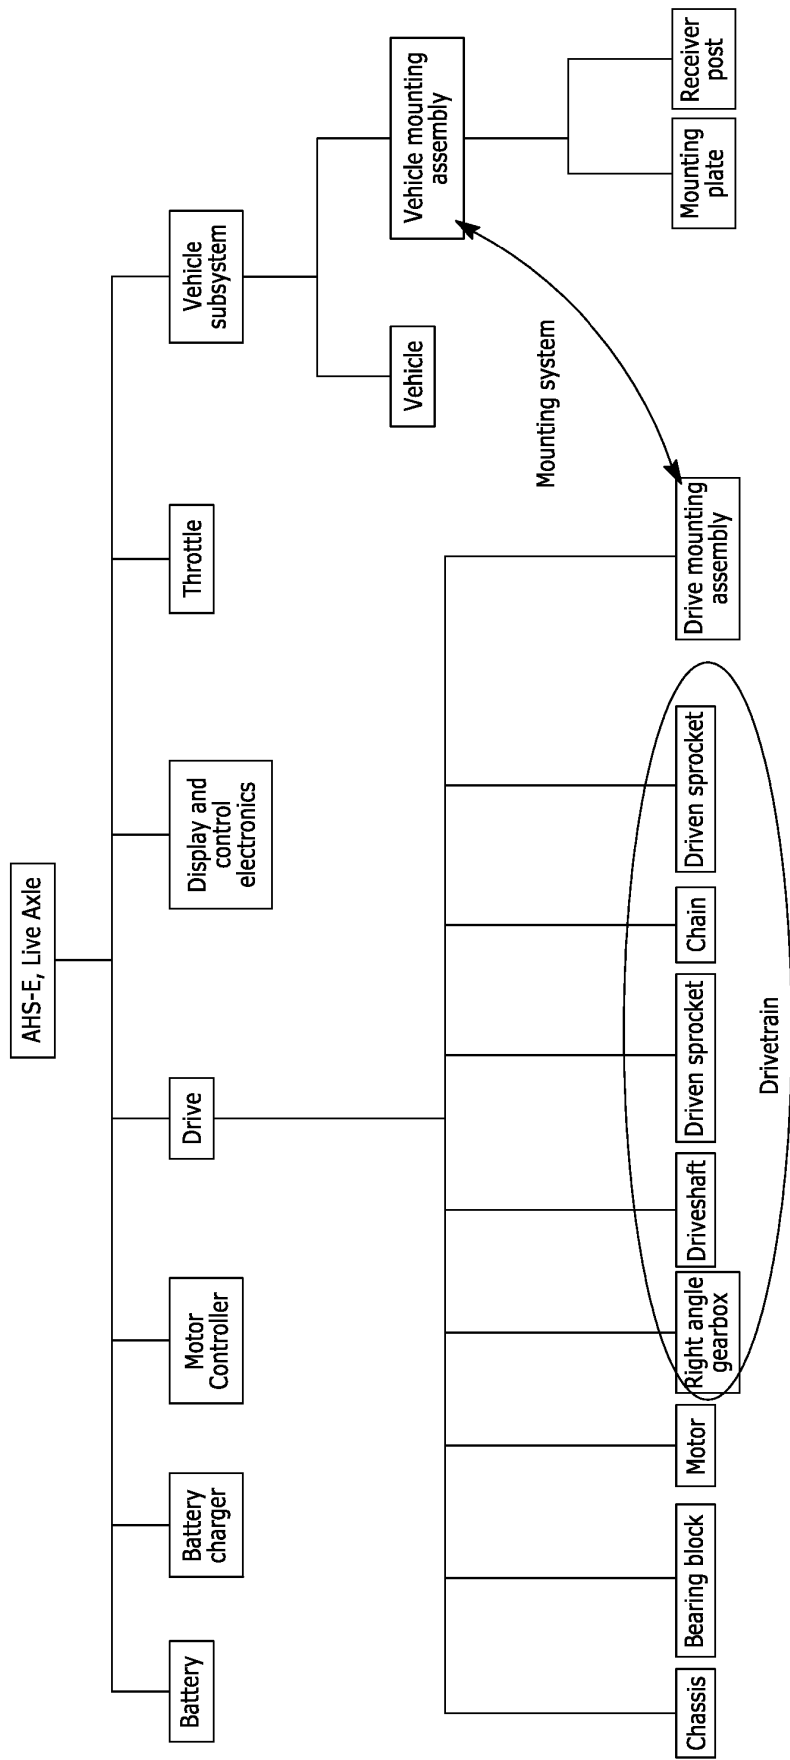 AHS-E, Live Axle
Battery
Battery
charger
Motor
Controller
Drive
Display and
control
electronics
Throttle
Vehicle
subsystem
Vehicle
Vehicle mounting
assembly
Mounting system
Chassis
Bearing block
Motor
Right angle
gearbox
Driveshaft
Driven sprocket
Chain
Driven sprocket
Drive mounting
assembly
Mounting
plate
Receiver
post
Drivetrain